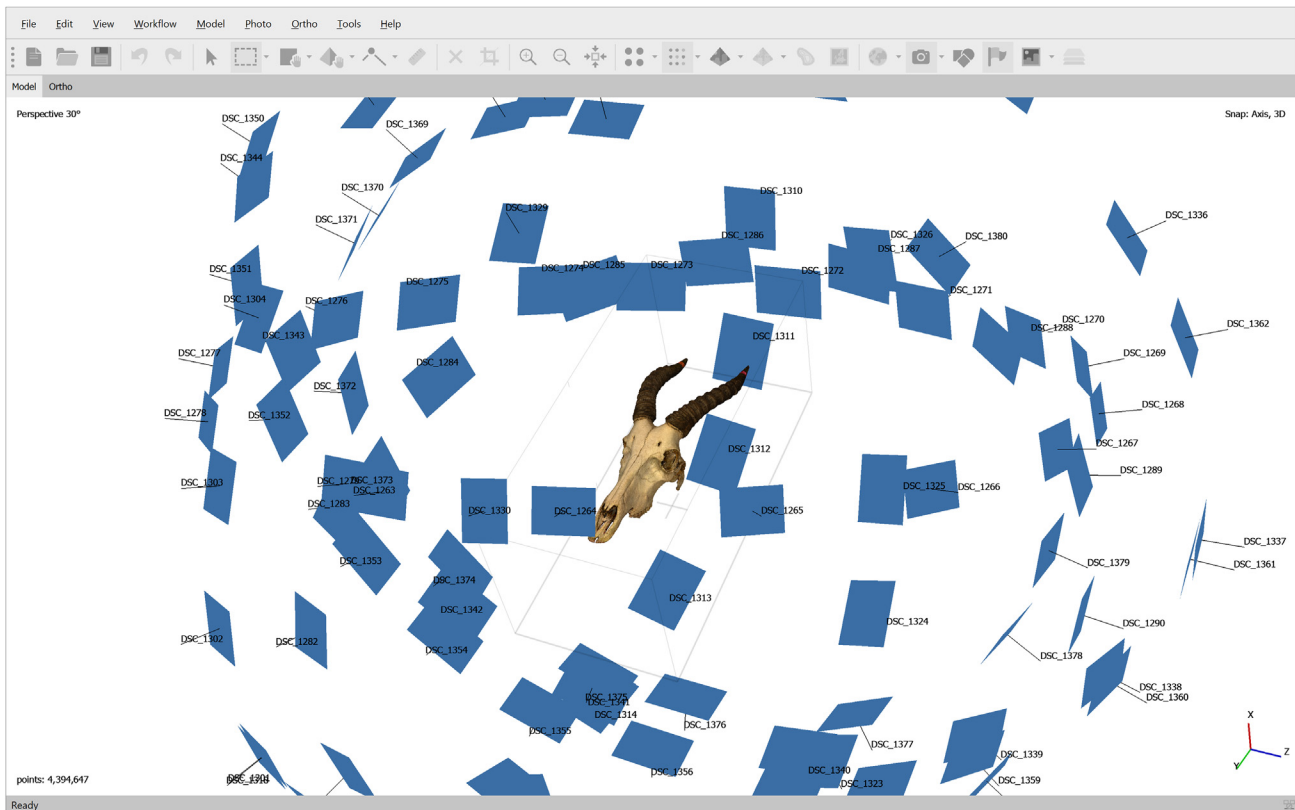 File Edit View Workflow Model Photo Ortho Tools Help
Model Ortho
Perspective 30°
Snap: Axis, 3D
DSC_1350
DSC_1369
DSC_1344
DSC_1370
DSC_1310
DSC_1329
DSC_1336
DSC_1371
DSC_1286
DSC_1326
DSC_1380
DSC_1287
DSC_1351
DSC_1274
DSC_1285
DSC_1273
DSC_1272
DSC_1275
DSC_1271
DSC_1304
DSC_1276
DSC_1270
DSC_1288
DSC_1362
DSC_1343
DSC_1311
DSC_1277
DSC_1284
DSC_1269
DSC_1372
DSC_1278
DSC_1352
DSC_1268
DSC_1267
DSC_1312
DSC_1289
DSC_1303
DSC_1373
DSC_1263
DSC_1325
DSC_1266
DSC_1283
DSC_1330
DSC_1264
DSC_1265
DSC_1337
DSC_1353
DSC_1379
DSC_1361
DSC_1374
DSC_1313
DSC_1342
DSC_1324
DSC_1290
DSC_1302
DSC_1282
DSC_1354
DSC_1378
DSC_1338
DSC_1360
DSC_1375
DSC_1341
DSC_1314
DSC_1376
DSC_1355
DSC_1377
DSC_1339
DSC_1356
DSC_1340
DSC_1323
DSC_1359
X
Z
Y
points: 4,394,647
Ready